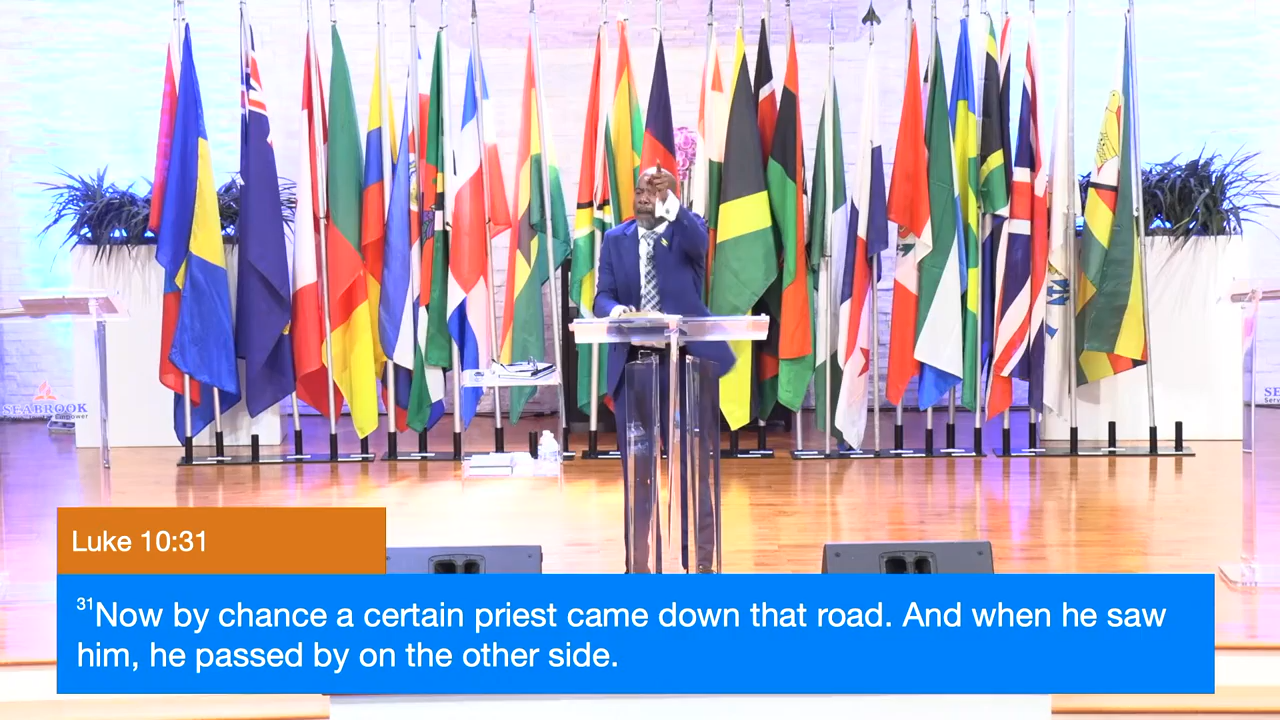 SEABROOK
Luke 10:31
31Now by chance a certain priest came down that road. And when he saw
him, he passed by on the other side.